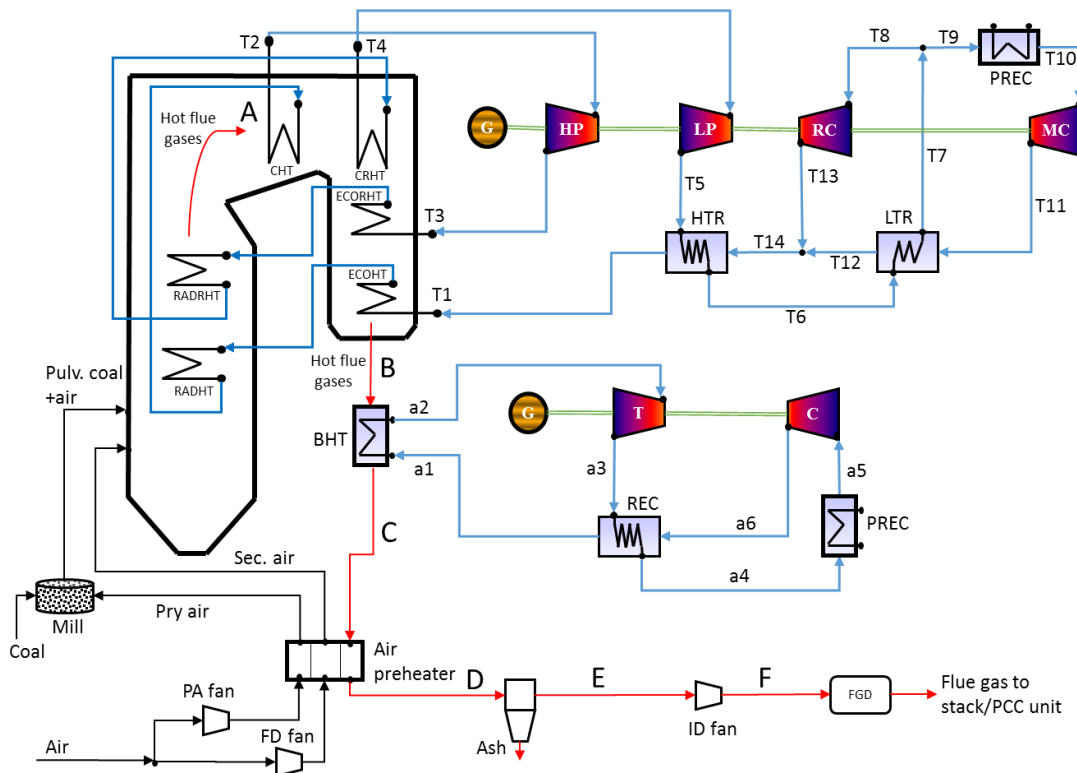 T2
T4
T8
T9
T10
PREC
A
Hot flue
gases
CHT
CRHT
G
HP
LP
RC
MC
T7
T5
T13
T11
ECORHT
T3
HTR
LTR
T14
T12
RADRHT
ECOHT
T1
T6
RADHT
Pulv. coal
+air
Hot flue
gases
B
a2
G
T
C
BHT
a1
a3
a5
REC
a6
PREC
C
a4
Sec. air
Mill
Pry air
Coal
Air
preheater
PA fan
D
E
F
FGD
Flue gas to
stack/PCC unit
FD fan
ID fan
Air
Ash